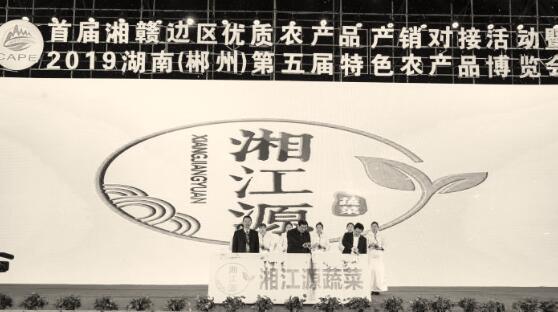 首届湘赣边区优质农产品产销对接活动暨
2019湖南(郴州)第五届特色农产品博览会
CAPE
湘江源
XIANGJIANGYUAN
蔬菜
湘江源蔬菜